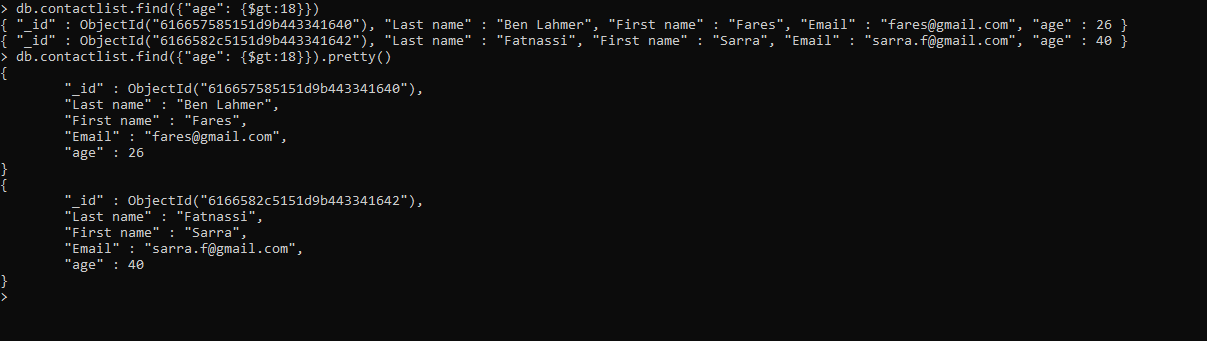 > db.contactlist.find({"age": {$gt:18}})
{ "_id" : ObjectId("616657585151d9b443341640"), "Last name" : "Ben Lahmer", "First name" : "Fares", "Email" : "fares@gmail.com", "age" : 26 }
{ "_id" : ObjectId("6166582c5151d9b443341642"), "Last name" : "Fatnassi", "First name" : "Sarra", "Email" : "sarra.f@gmail.com", "age" : 40 }
> db.contactlist.find({"age": {$gt:18}}).pretty()
{
        "_id" : ObjectId("616657585151d9b443341640"),
        "Last name" : "Ben Lahmer",
        "First name" : "Fares",
        "Email" : "fares@gmail.com",
        "age" : 26
}
{
        "_id" : ObjectId("6166582c5151d9b443341642"),
        "Last name" : "Fatnassi",
        "First name" : "Sarra",
        "Email" : "sarra.f@gmail.com",
        "age" : 40
}
>